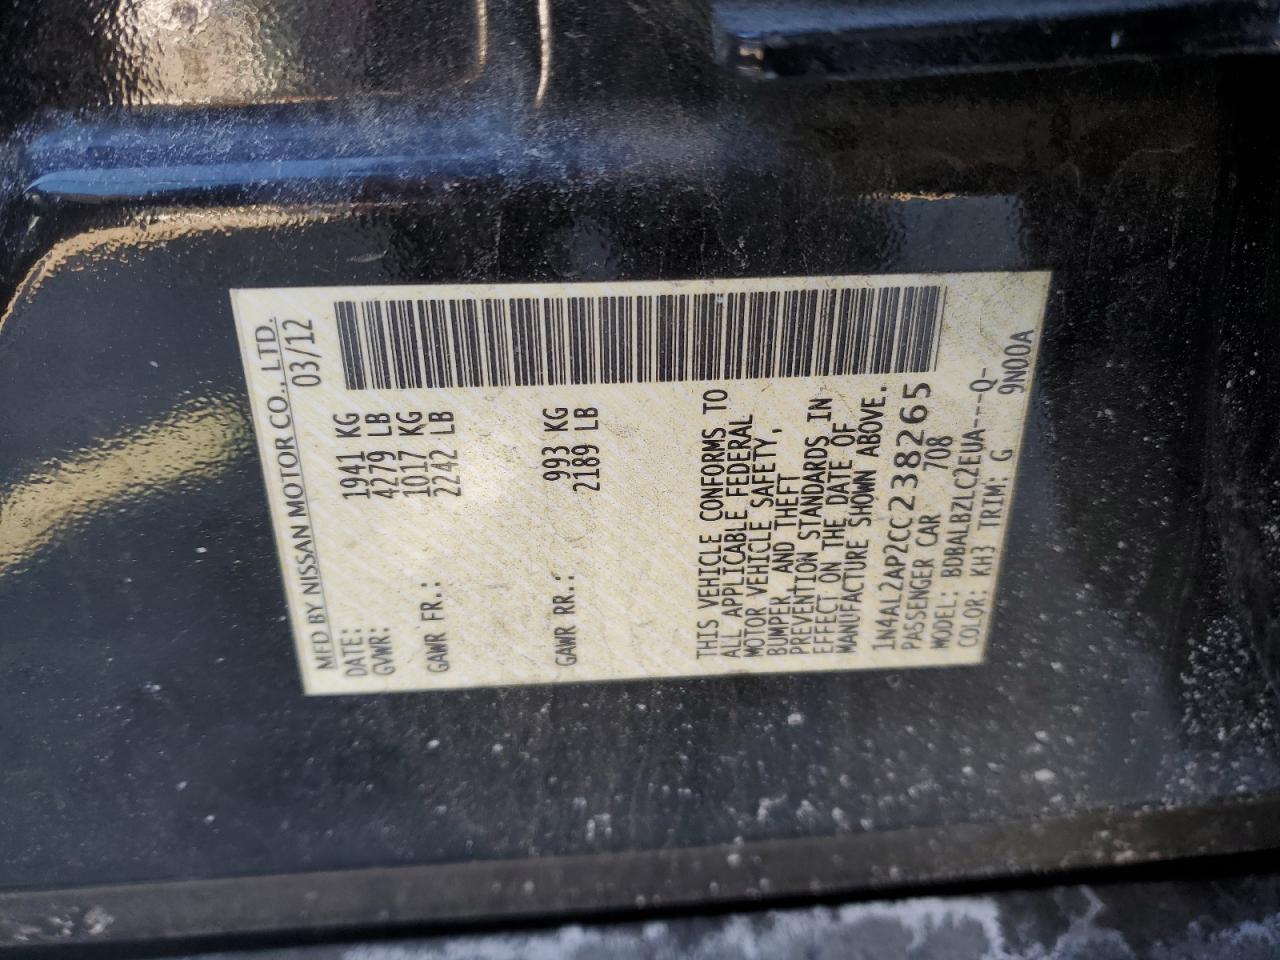 MFD BY NISSAN MOTOR CO., LTD.
DATE: 03/12
GVWR: 1941 KG
4279 LB
GAWR FR.: 1017 KG
2242 LB
GAWR RR.: 993 KG
2189 LB
THIS VEHICLE CONFORMS TO
ALL APPLICABLE FEDERAL
MOTOR VEHICLE SAFETY,
BUMPER, AND THEFT
PREVENTION STANDARDS IN
EFFECT ON THE DATE OF
MANUFACTURE SHOWN ABOVE.
1N4AL2AP2CC238265
PASSENGER CAR 708
MODEL: BDBALBZLC2EUA---Q-
COLOR: KH3 TRIM: G 9N00A